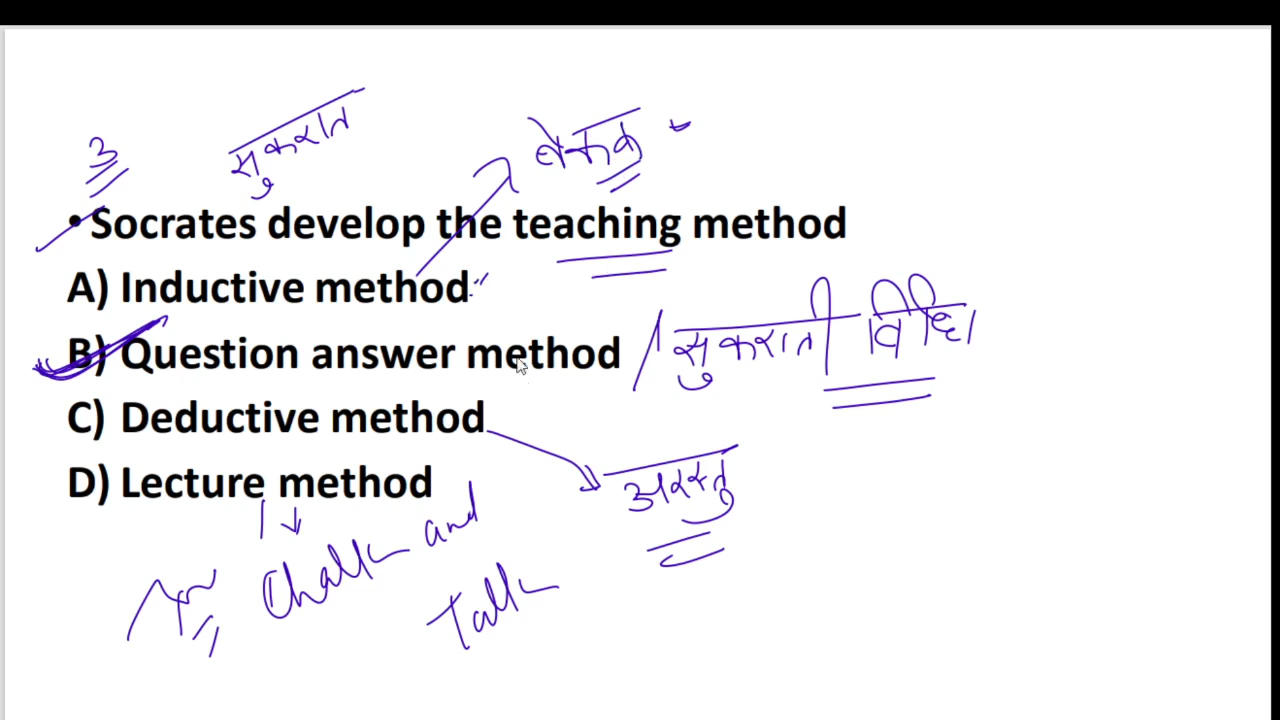 3
सुकरात
बेकन
• Socrates develop the teaching method
A) Inductive method
B) Question answer method
सुकराती विधि
C) Deductive method
अरस्तु
D) Lecture method
Chalk and
Talk